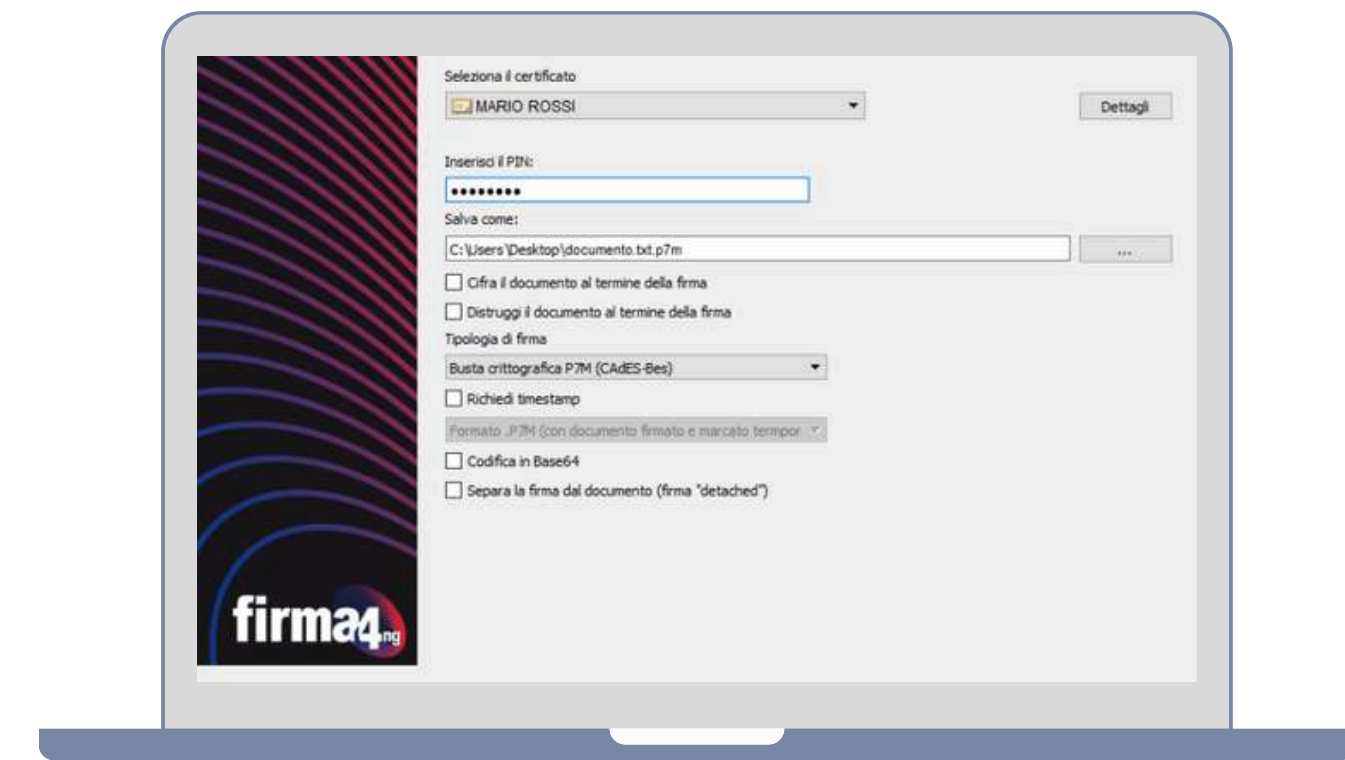 Seleziona il certificato
MARIO ROSSI
Dettagli
Inserisci il PIN:
••••••••
Salva come:
C:\Users\Desktop\documento.txt.p7m
...
Cifra il documento al termine della firma
Distruggi il documento al termine della firma
Tipologia di firma
Busta crittografica P7M (CAdES-Bes)
Richiedi timestamp
Formato .P7M (con documento firmato e marcato tempor
Codifica in Base64
Separa la firma dal documento (firma "detached")
firma4ng